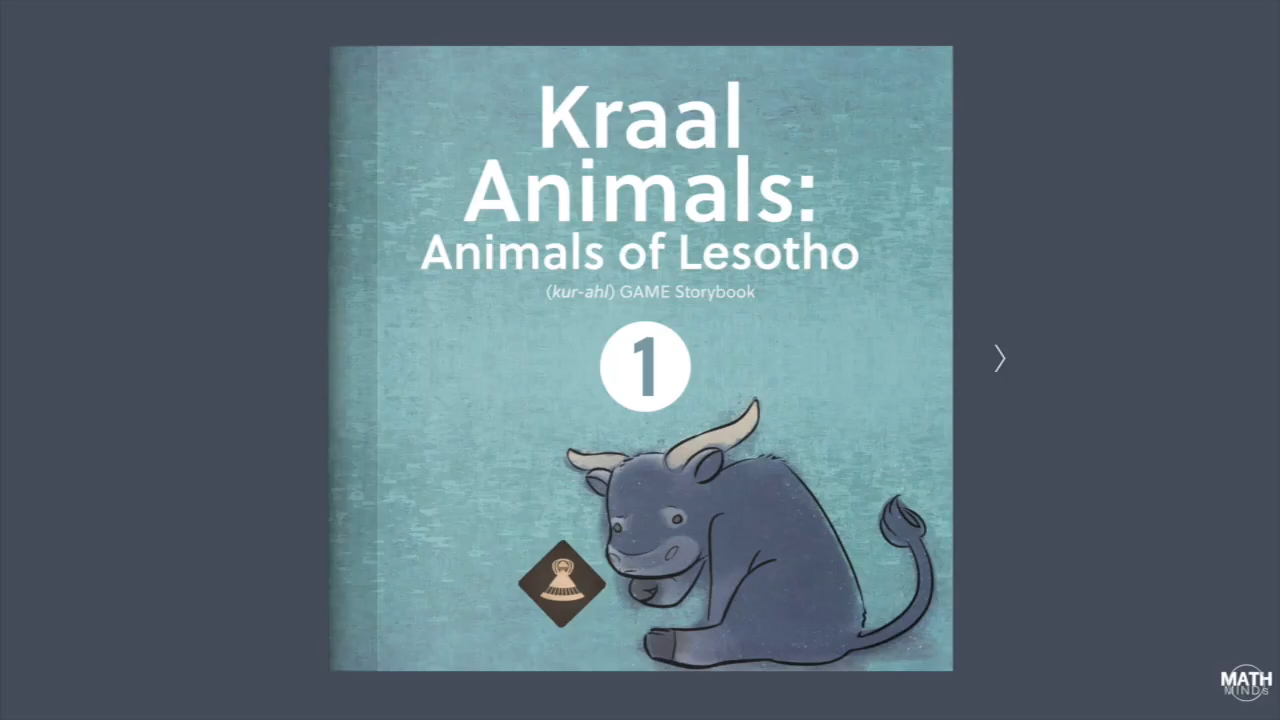 Kraal
Animals:
Animals of Lesotho
(kur-ahl) GAME Storybook
1
MATH
MINDs